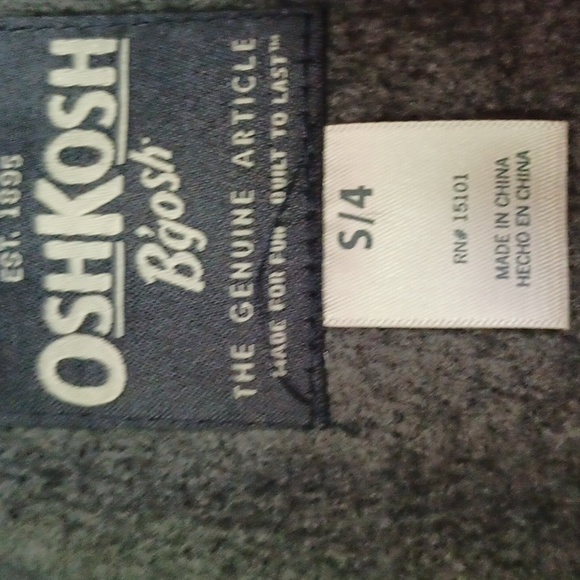 EST. 1895
OSHKOSH
B'gosh
THE GENUINE ARTICLE
MADE FOR FUN BUILT TO LAST™
S/4
RN# 15101
MADE IN CHINA
HECHO EN CHINA